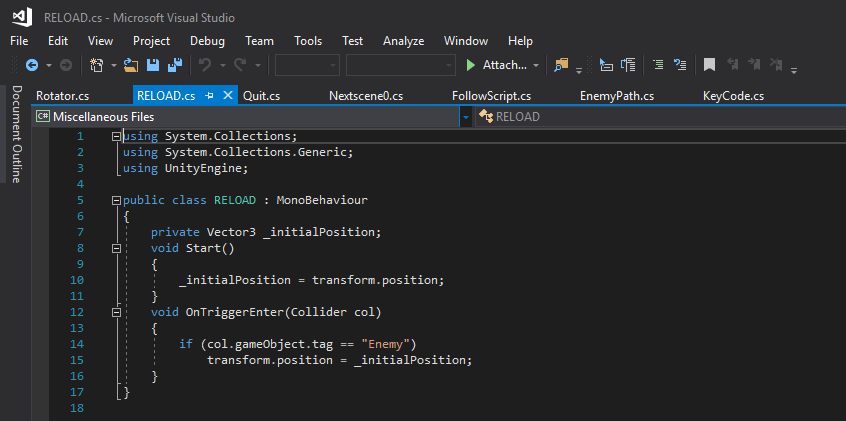 RELOAD.cs - Microsoft Visual Studio
File Edit View Project Debug Team Tools Test Analyze Window Help
Attach...
Document Outline
Rotator.cs RELOAD.cs Quit.cs Nextscene0.cs FollowScript.cs EnemyPath.cs KeyCode.cs
C# Miscellaneous Files RELOAD
1 using System.Collections;
2 using System.Collections.Generic;
3 using UnityEngine;
4
5 public class RELOAD : MonoBehaviour
6 {
7 private Vector3 _initialPosition;
8 void Start()
9 {
10 _initialPosition = transform.position;
11 }
12 void OnTriggerEnter(Collider col)
13 {
14 if (col.gameObject.tag == "Enemy")
15 transform.position = _initialPosition;
16 }
17 }
18